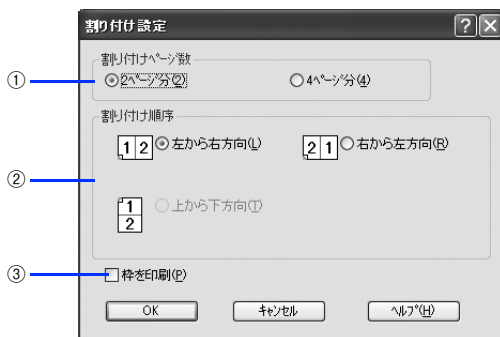 割り付け設定
① 割り付けページ数
2ページ分(2) 4ページ分(4)
割り付け順序
1 2 左から右方向(L) 2 1 右から左方向(R)
②
1 上から下方向(T)
2
③ 枠を印刷(P)
OK キャンセル ヘルプ(H)